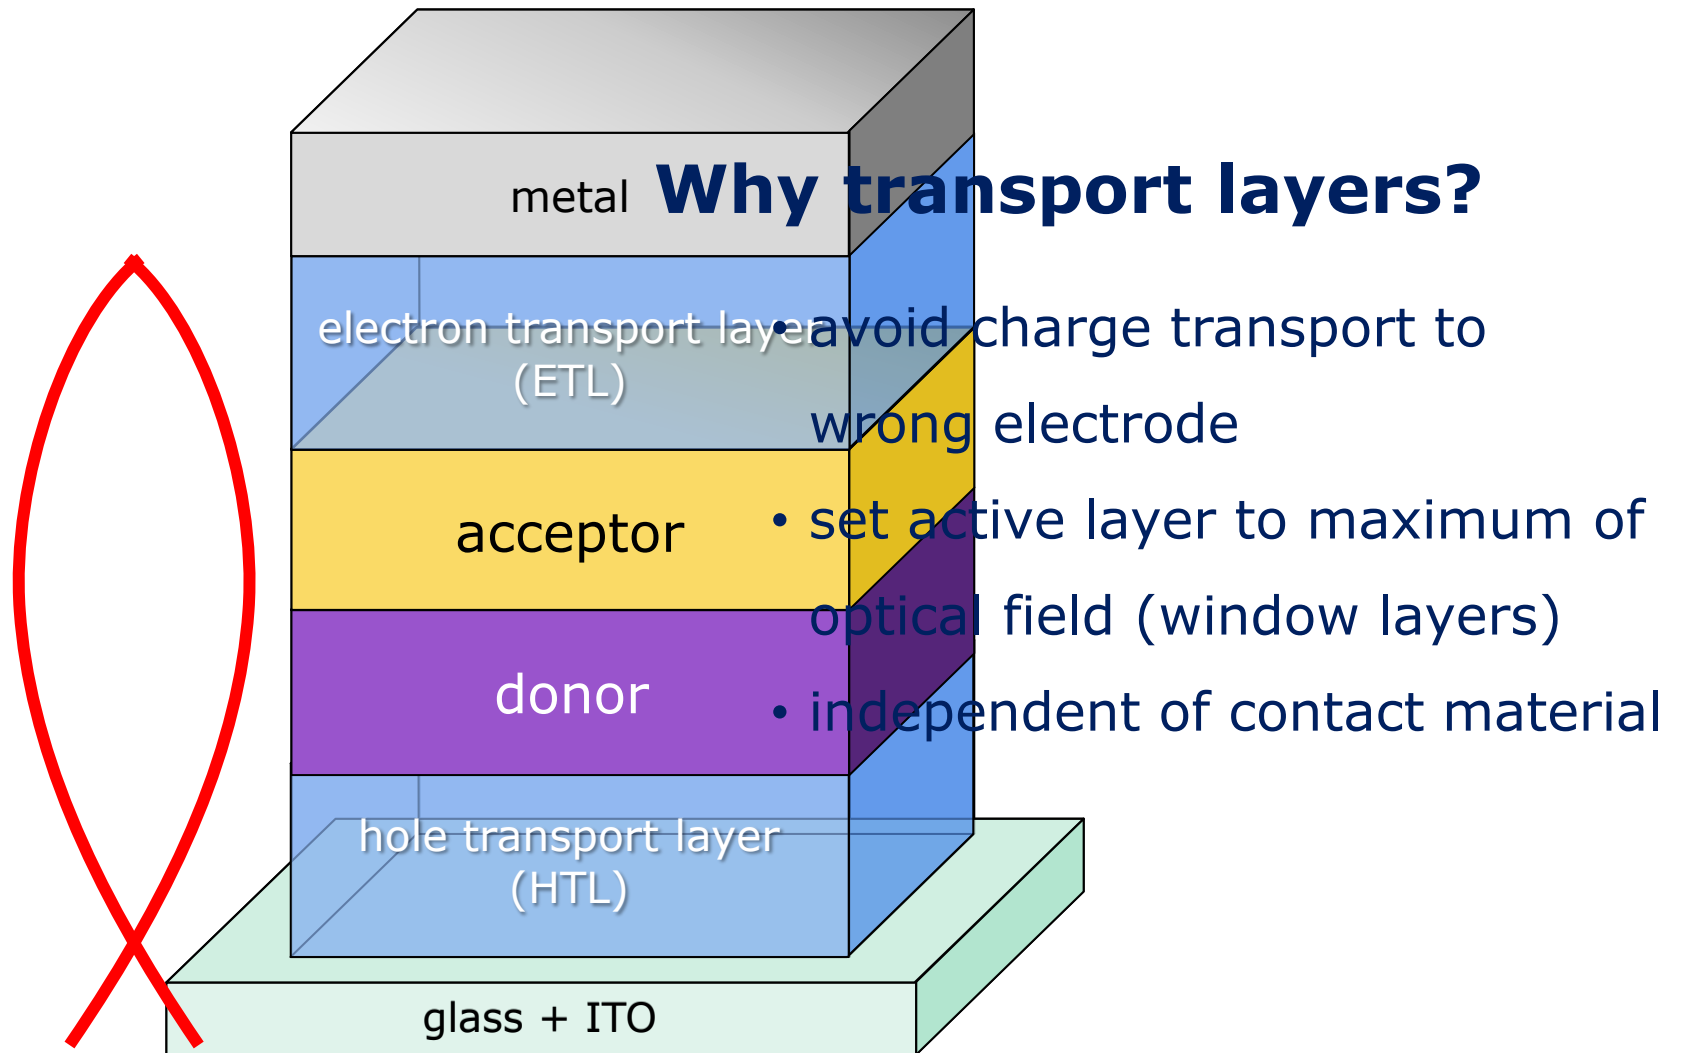 metal
electron transport layer
(ETL)
acceptor
donor
hole transport layer
(HTL)
glass + ITO
Why transport layers?
• avoid charge transport to
wrong electrode
• set active layer to maximum of
optical field (window layers)
• independent of contact material